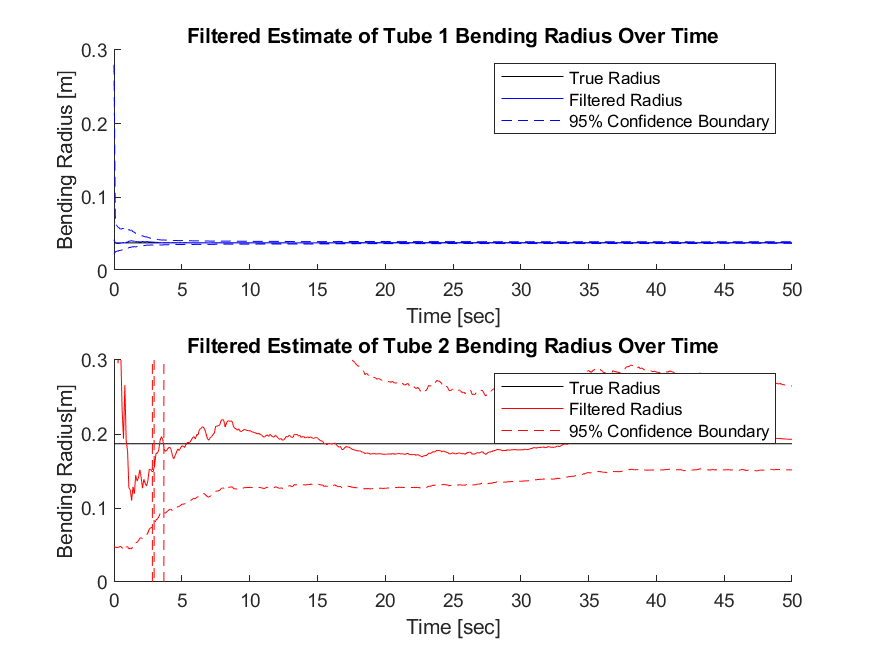 Filtered Estimate of Tube 1 Bending Radius Over Time
0.3
0.2
0.1
0
Bending Radius [m]
True Radius
Filtered Radius
95% Confidence Boundary
0 5 10 15 20 25 30 35 40 45 50
Time [sec]
Filtered Estimate of Tube 2 Bending Radius Over Time
0.3
0.2
0.1
0
Bending Radius[m]
True Radius
Filtered Radius
95% Confidence Boundary
0 5 10 15 20 25 30 35 40 45 50
Time [sec]